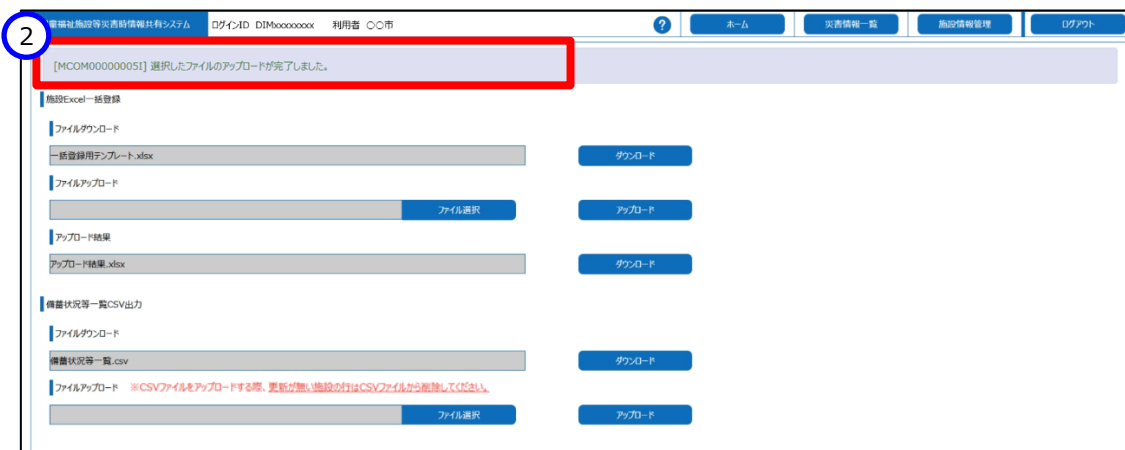 2
童福祉施設等災害時情報共有システム ログインID DIMxxxxxxxx 利用者 〇〇市 ? ホーム 災害情報一覧 施設情報管理 ログアウト
[MCOM00000005I] 選択したファイルのアップロードが完了しました。
施設Excel一括登録
ファイルダウンロード
一括登録用テンプレート.xlsx ダウンロード
ファイルアップロード
ファイル選択 アップロード
アップロード結果
アップロード結果.xlsx ダウンロード
備蓄状況等一覧CSV出力
ファイルダウンロード
備蓄状況等一覧.csv ダウンロード
ファイルアップロード ※CSVファイルをアップロードする際、更新が無い施設の行はCSVファイルから削除してください。
ファイル選択 アップロード